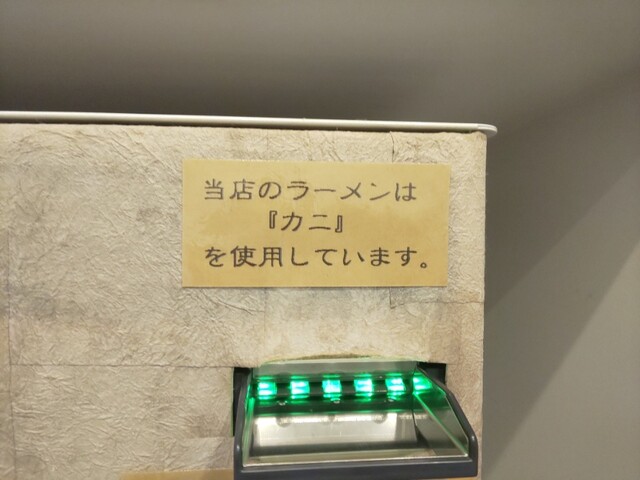 当店のラーメンは
『カニ』
を使用しています。